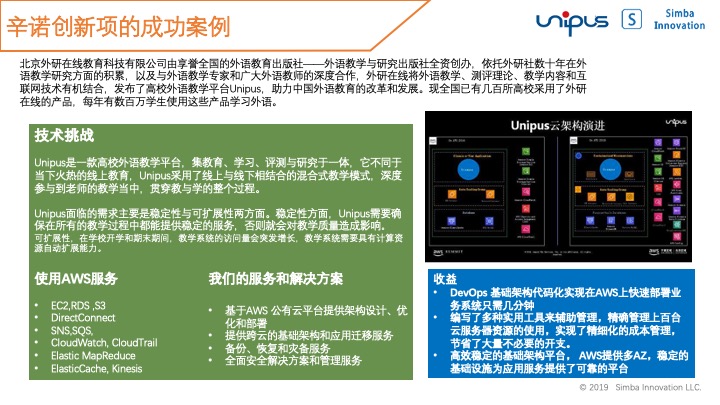 辛诺创新项的成功案例
unipus
S
Simba
Innovation
北京外研在线教育科技有限公司由享誉全国的外语教育出版社——外语教学与研究出版社全资创办，依托外研社数十年在外
语教学研究方面的积累，以及与外语教学专家和广大外语教师的深度合作，外研在线将外语教学、测评理论、教学内容和互
联网技术有机结合，发布了高校外语教学平台Unipus，助力中国外语教育的改革和发展。现全国已有几百所高校采用了外研
在线的产品，每年有数百万学生使用这些产品学习外语。
技术挑战
Unipus是一款高校外语教学平台，集教育、学习、评测与研究于一体，它不同于
当下火热的线上教育，Unipus采用了线上与线下相结合的混合式教学模式，深度
参与到老师的教学当中，贯穿教与学的整个过程。
Unipus面临的需求主要是稳定性与可扩展性两方面。稳定性方面，Unipus需要确
保在所有的教学过程中都能提供稳定的服务，否则就会对教学质量造成影响。
可扩展性，在学校开学和期末期间，教学系统的访问量会突发增长，教学系统需要具有计算资
源自动扩展能力。
使用AWS服务
• EC2,RDS ,S3
• DirectConnect
• SNS,SQS,
• CloudWatch, CloudTrail
• Elastic MapReduce
• ElasticCache, Kinesis
我们的服务和解决方案
• 基于AWS 公有云平台提供架构设计、优
化和部署
• 提供跨云的基础架构和应用迁移服务
• 备份、恢复和灾备服务
• 全面安全解决方案和管理服务
Unipus云架构演进
unipus
收益
• DevOps 基础架构代码化实现在AWS上快速部署业
务系统只需几分钟
• 编写了多种实用工具来辅助管理，精确管理上百台
云服务器资源的使用，实现了精细化的成本管理，
节省了大量不必要的开支。
• 高效稳定的基础架构平台， AWS提供多AZ，稳定的
基础设施为应用服务提供了可靠的平台
© 2019 Simba Innovation LLC.